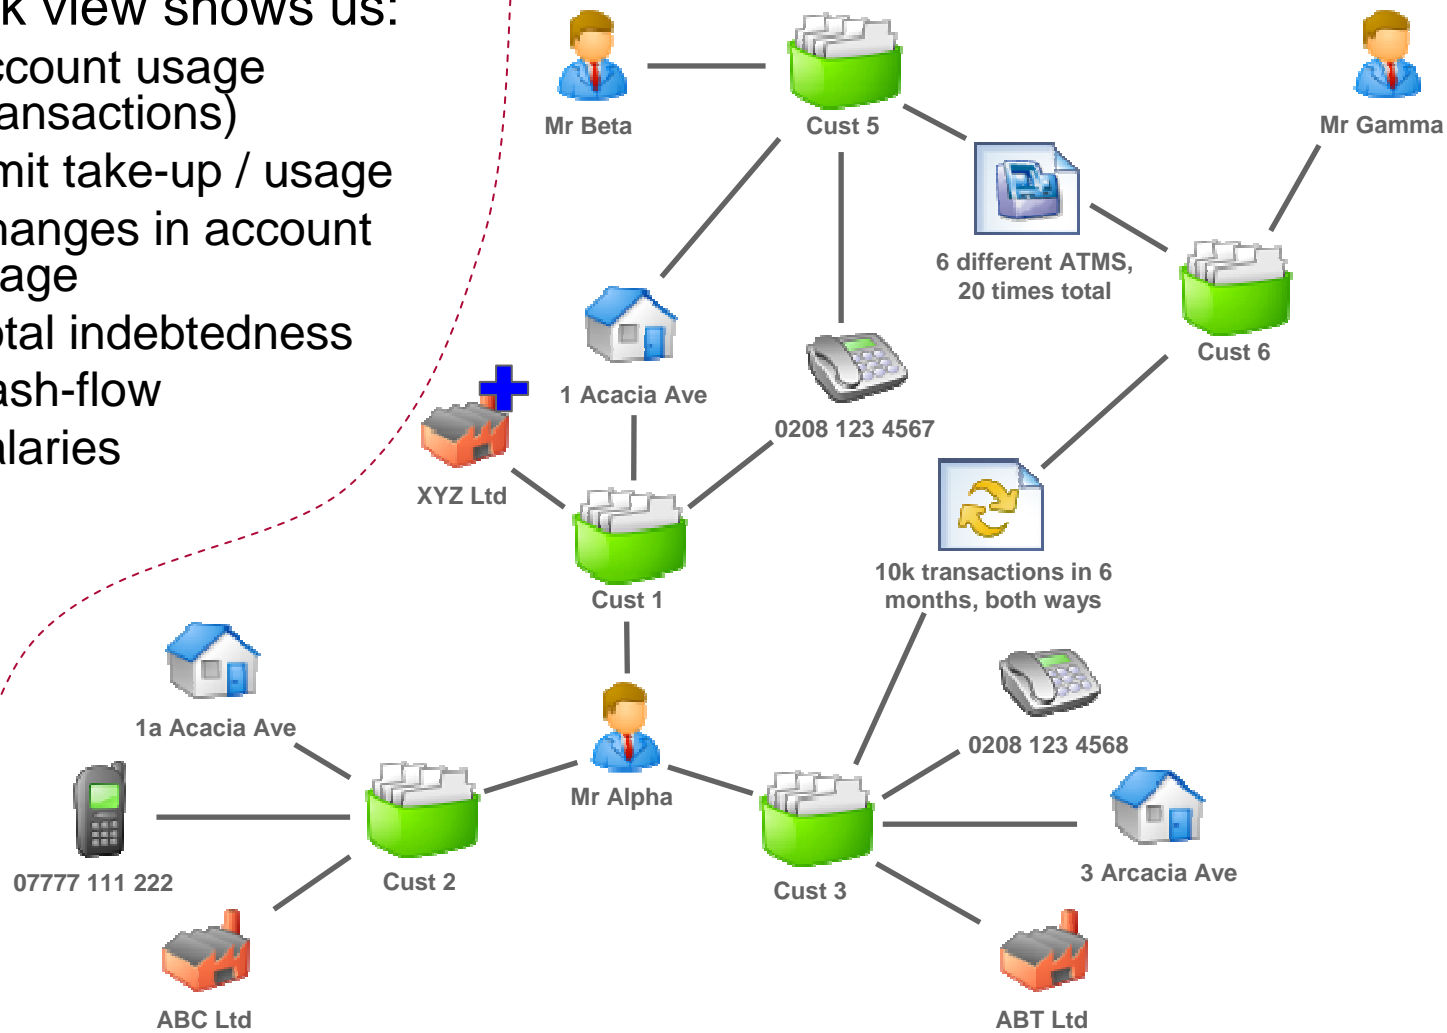 k view shows us:
ccount usage
ransactions)
mit take-up / usage
hanges in account
age
otal indebtedness
ash-flow
alaries
Mr Beta
Cust 5
Mr Gamma
6 different ATMS,
20 times total
Cust 6
1 Acacia Ave
0208 123 4567
XYZ Ltd
Cust 1
10k transactions in 6
months, both ways
1a Acacia Ave
0208 123 4568
Mr Alpha
07777 111 222
Cust 2
Cust 3
3 Arcacia Ave
ABC Ltd
ABT Ltd